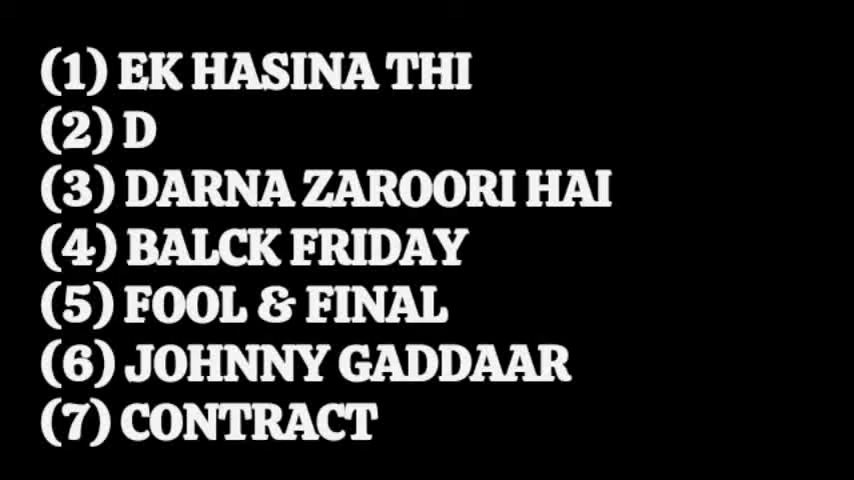 (1) EK HASINA THI
(2) D
(3) DARNA ZAROORI HAI
(4) BALCK FRIDAY
(5) FOOL & FINAL
(6) JOHNNY GADDAAR
(7) CONTRACT